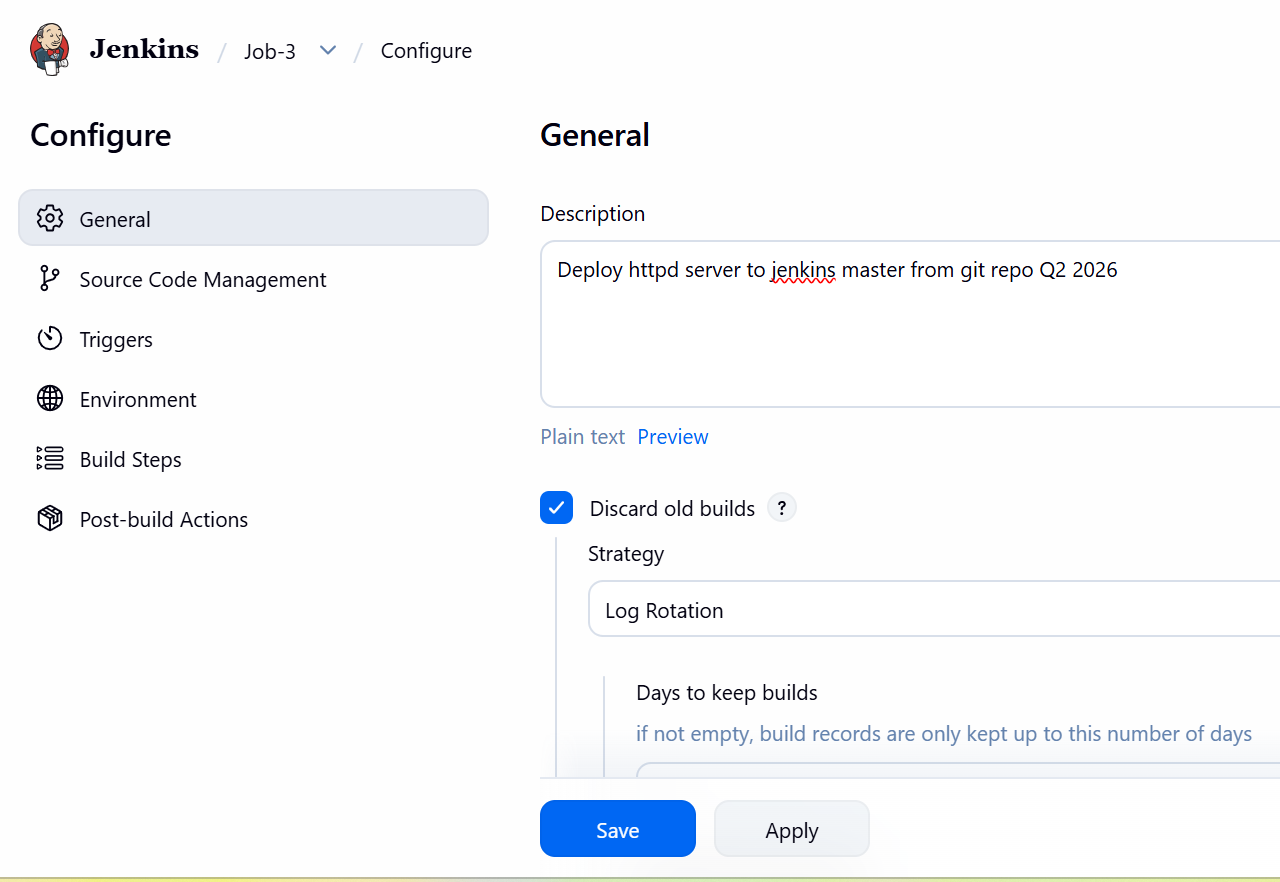 Jenkins / Job-3 / Configure
Configure
General
Source Code Management
Triggers
Environment
Build Steps
Post-build Actions
General
Description
Deploy httpd server to jenkins master from git repo Q2 2026
Plain text Preview
Discard old builds ?
Strategy
Log Rotation
Days to keep builds
if not empty, build records are only kept up to this number of days
Save Apply